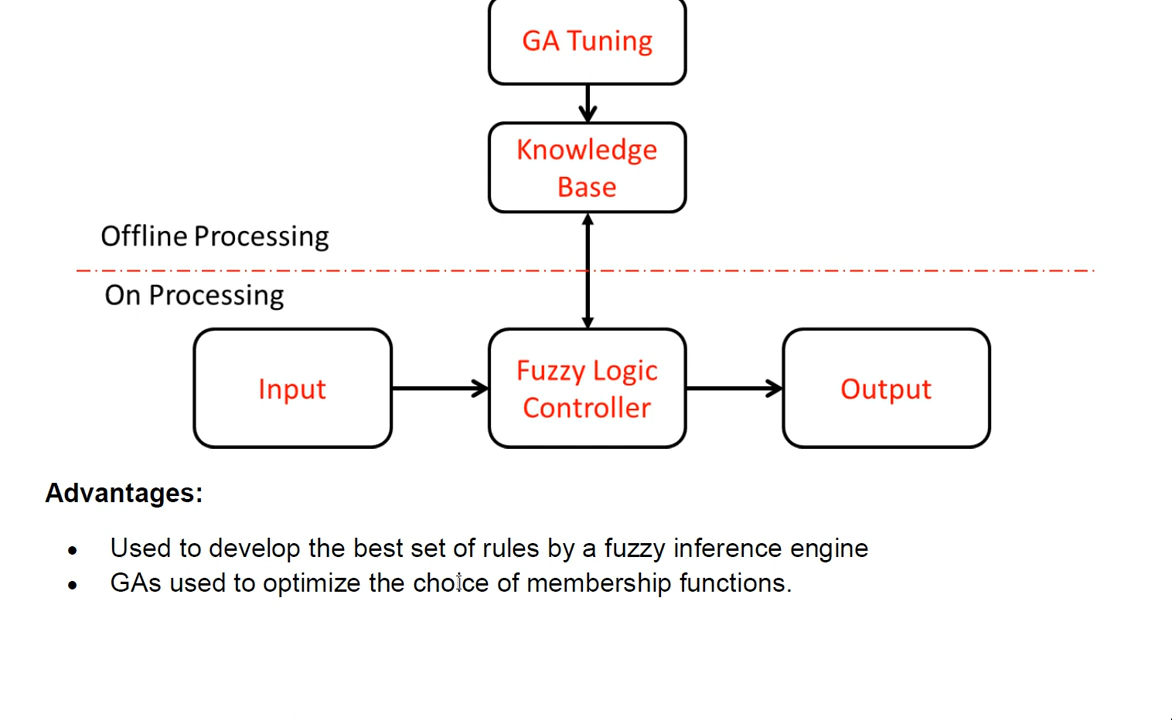 GA Tuning
Knowledge
Base
Offline Processing
On Processing
Input
Fuzzy Logic
Controller
Output
Advantages:
• Used to develop the best set of rules by a fuzzy inference engine
• GAs used to optimize the choice of membership functions.